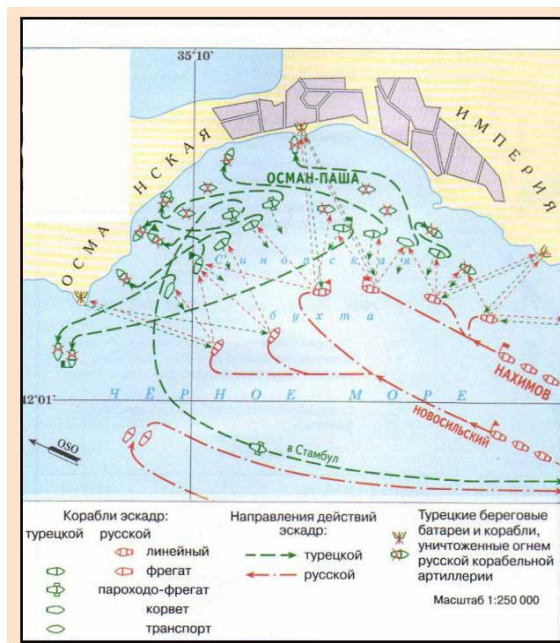 35°10'
ОСМАНСКАЯ ИМПЕРИЯ
ОСМАН-ПАША
Синопская
бухта
НАХИМОВ
НОВОСИЛЬСКИЙ
ЧЁРНОЕ МОРЕ
42°01
в Стамбул
OSO
Корабли эскадр:
турецкой русской
линейный
фрегат
пароходо-фрегат
корвет
транспорт
Направления действий
эскадр:
турецкой
русской
Турецкие береговые
батареи и корабли,
уничтоженные огнем
русской корабельной
артиллерии
Масштаб 1:250 000